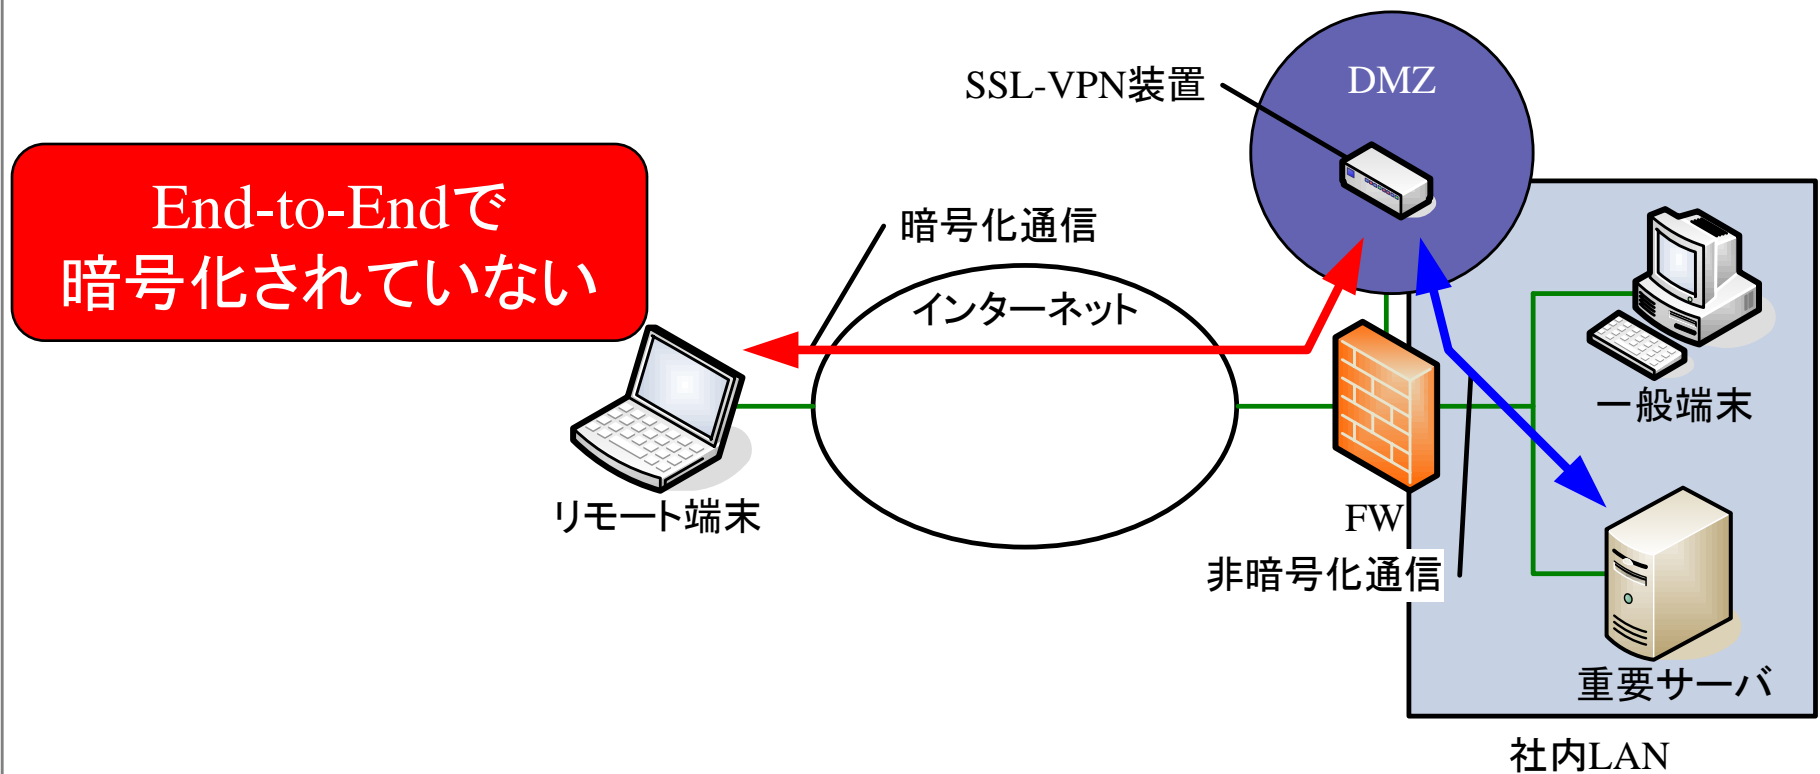 SSL-VPN装置
DMZ
End-to-Endで
暗号化されていない
暗号化通信
インターネット
一般端末
リモート端末
FW
非暗号化通信
重要サーバ
社内LAN